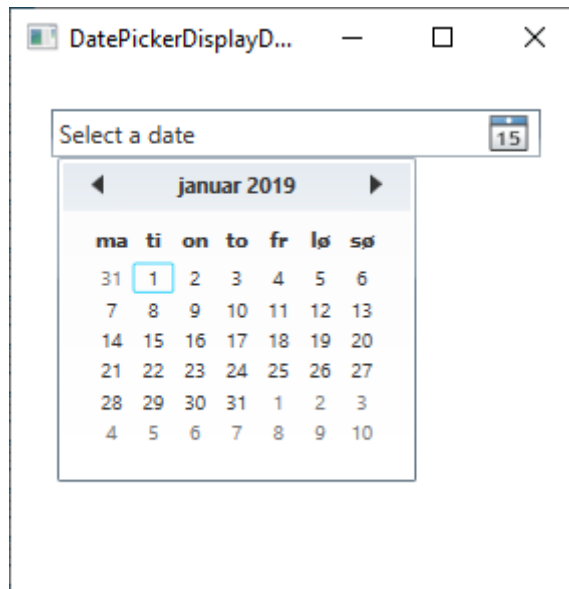 DatePickerDisplayD...
Select a date 15
januar 2019
ma ti on to fr lø sø
31 1 2 3 4 5 6
7 8 9 10 11 12 13
14 15 16 17 18 19 20
21 22 23 24 25 26 27
28 29 30 31 1 2 3
4 5 6 7 8 9 10